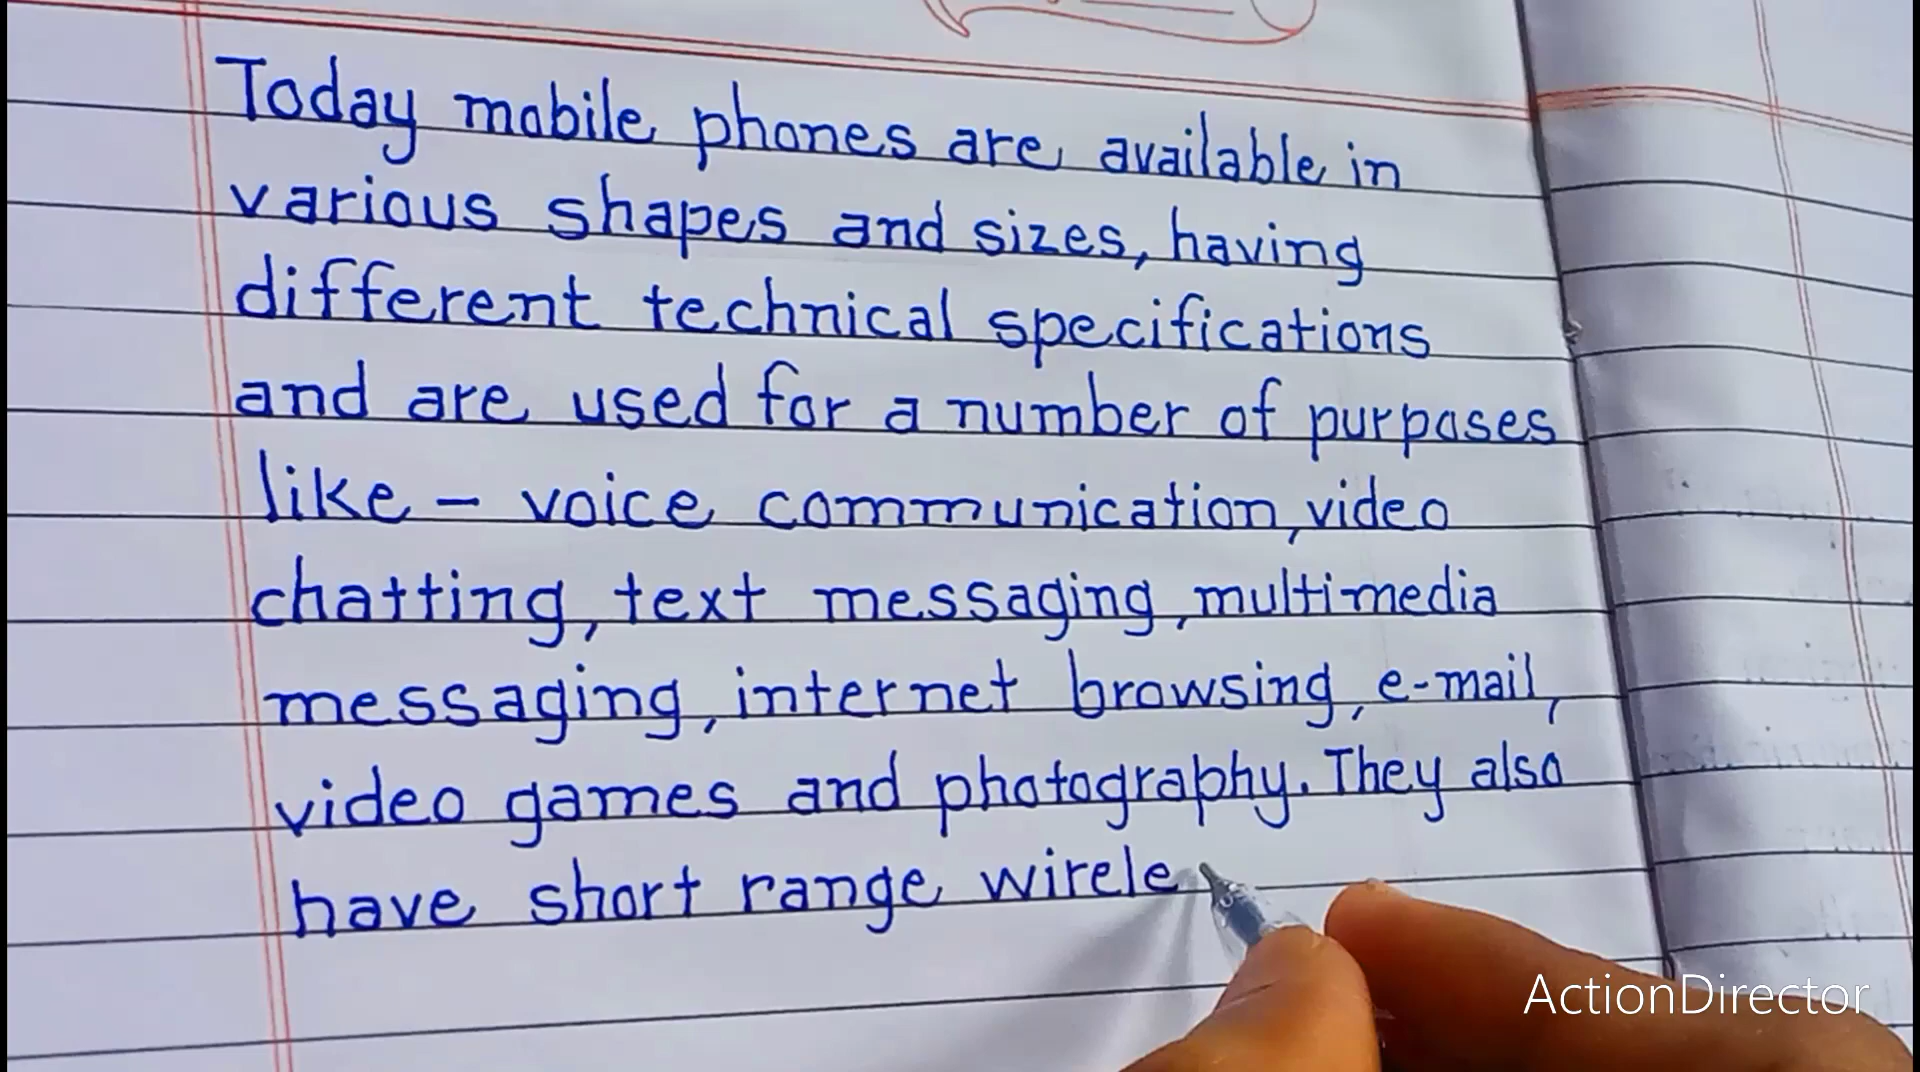 Today mobile phones are available in
various shapes and sizes, having
different technical specifications
and are used for a number of purposes
like - voice communication, video
chatting, text messaging, multimedia
messaging, internet browsing, e-mail,
video games and photography. They also
have short range wirele
ActionDirector